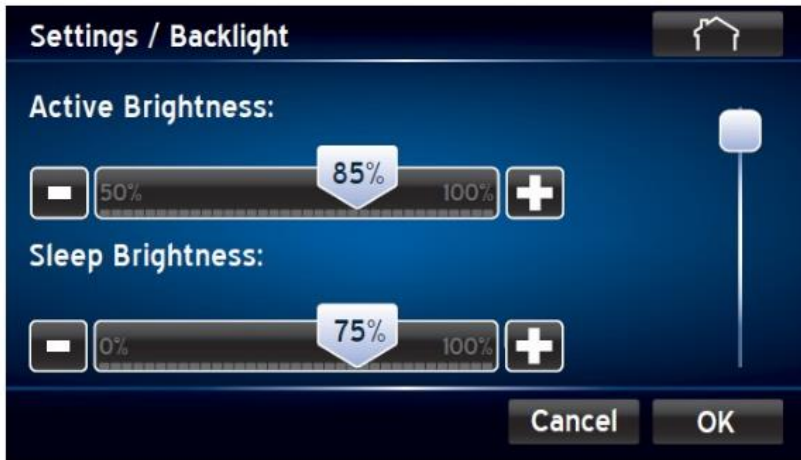 Settings / Backlight
Active Brightness:
50% 85% 100%
Sleep Brightness:
0% 75% 100%
Cancel OK